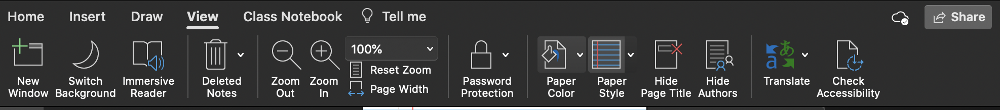 Home Insert Draw View Class Notebook Tell me Share
New Window
Switch Background
Immersive Reader
Deleted Notes
Zoom Out
Zoom In
100%
Reset Zoom
Page Width
Password Protection
Paper Color
Paper Style
Hide Page Title
Hide Authors
あ
a
Translate
Check Accessibility